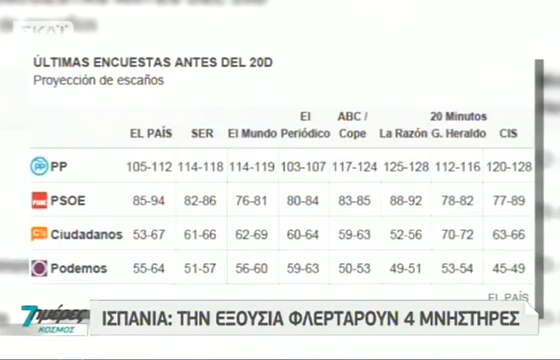 ΣΚΑΪ
ÚLTIMAS ENCUESTAS ANTES DEL 20D
Proyección de escaños
EL PAÍS SER El Mundo El Periódico ABC / Cope La Razón 20 Minutos G. Heraldo CIS
PP 105-112 114-118 114-119 103-107 117-124 125-128 112-116 120-128
PSOE 85-94 82-86 76-81 80-84 83-85 88-92 78-82 77-89
C's Ciudadanos 53-67 61-66 62-69 60-64 59-63 52-56 70-72 63-66
Podemos 55-64 51-57 56-60 59-63 50-53 49-51 53-54 45-49
EL PAÍS
7ημέρες
ΚΟΣΜΟΣ
ΙΣΠΑΝΙΑ: ΤΗΝ ΕΞΟΥΣΙΑ ΦΛΕΡΤΑΡΟΥΝ 4 ΜΝΗΣΤΗΡΕΣ